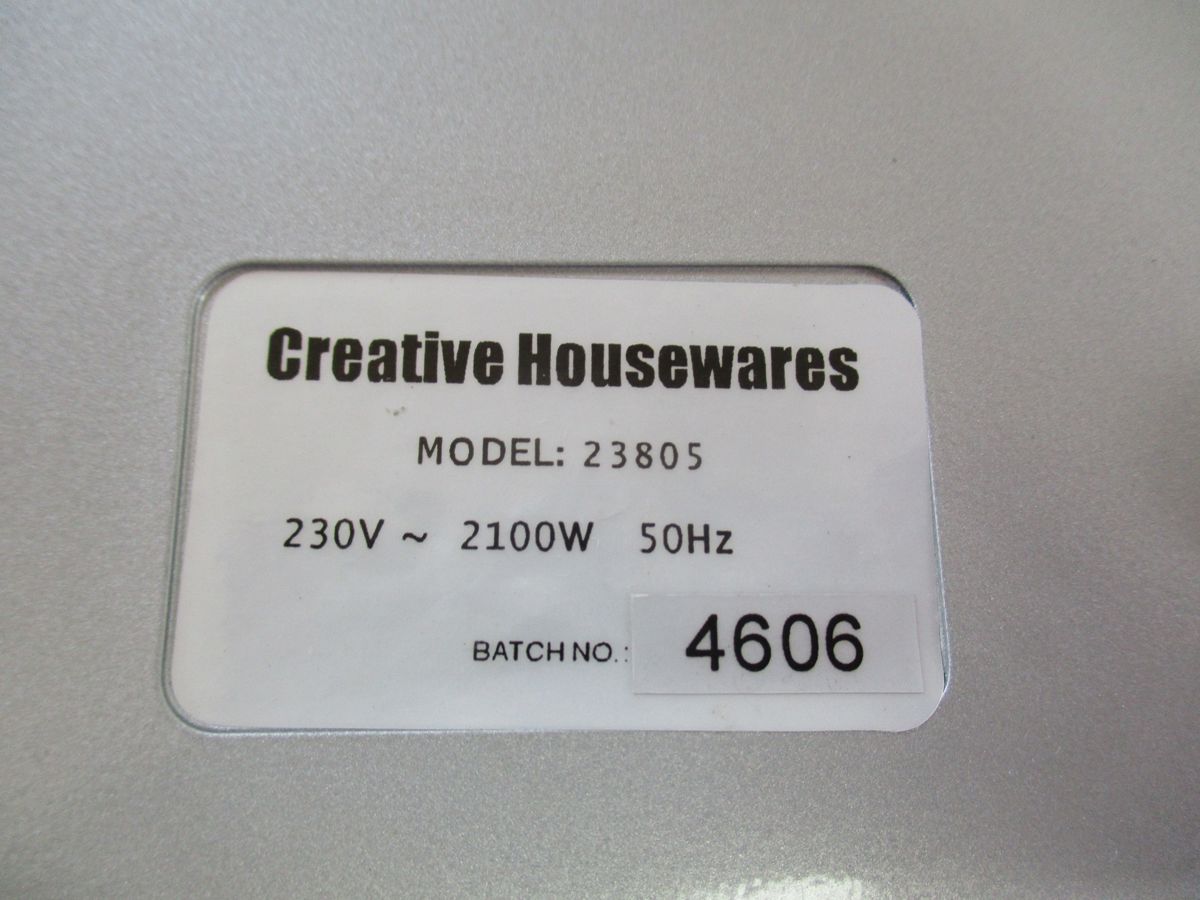 Creative Housewares
MODEL: 23805
230V ~ 2100W 50Hz
BATCH NO.: 4606